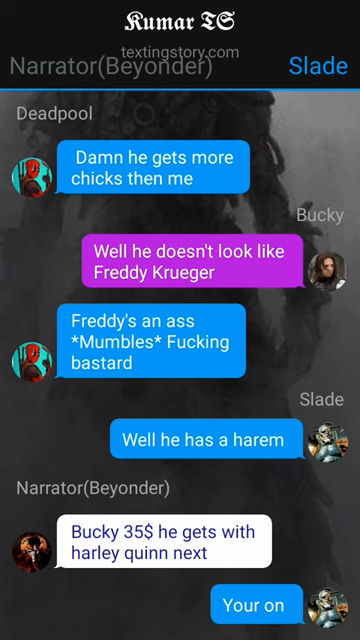 Kumar TS
textingstory.com
Narrator(Beyonder)
Slade
Deadpool
Damn he gets more
chicks then me
Bucky
Well he doesn't look like
Freddy Krueger
Freddy's an ass
*Mumbles* Fucking
bastard
Slade
Well he has a harem
Narrator(Beyonder)
Bucky 35$ he gets with
harley quinn next
Your on